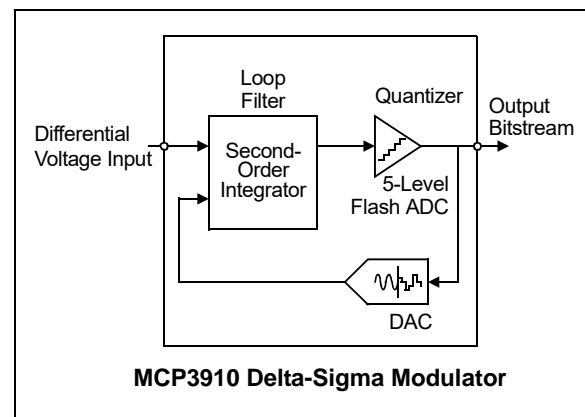 Loop
Filter
Quantizer
Output
Bitstream
Differential
Voltage Input
Second-
Order
Integrator
5-Level
Flash ADC
DAC
MCP3910 Delta-Sigma Modulator